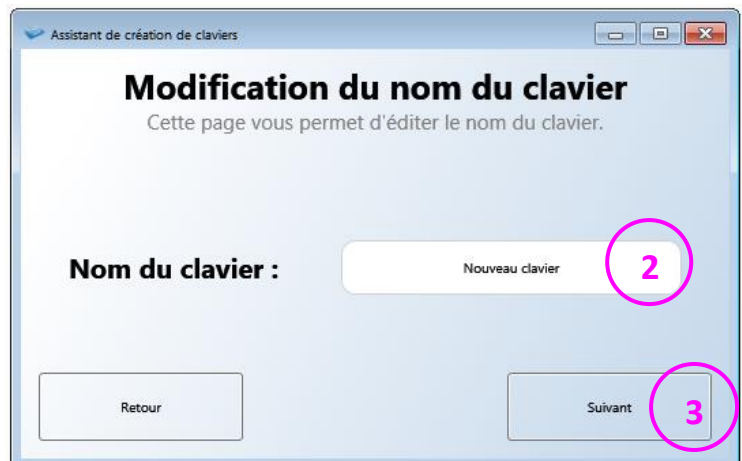 Assistant de création de claviers
Modification du nom du clavier
Cette page vous permet d'éditer le nom du clavier.
Nom du clavier : Nouveau clavier 2
Retour Suivant 3